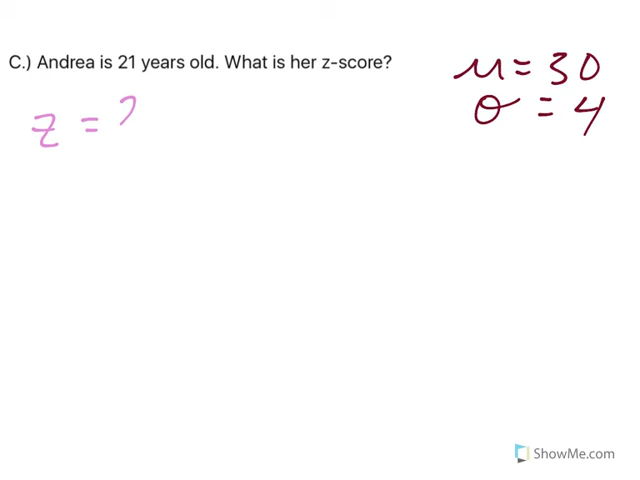 C.) Andrea is 21 years old. What is her z-score?
μ = 30
σ = 4
z = ?
ShowMe.com